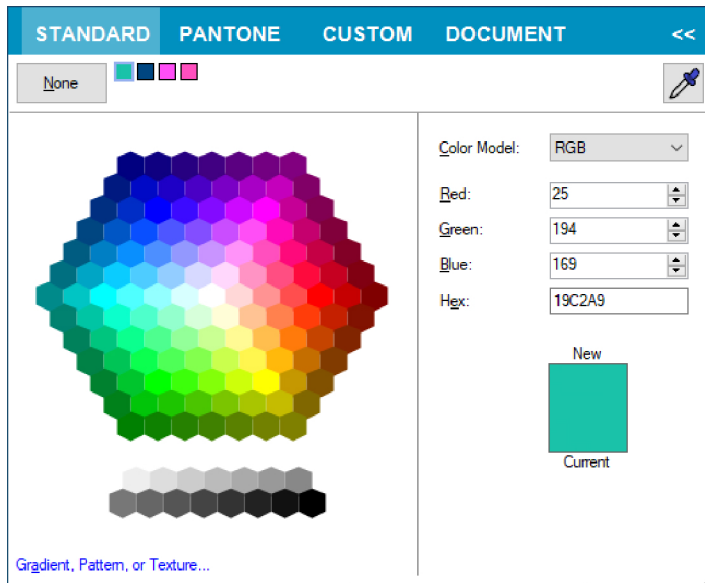 STANDARD PANTONE CUSTOM DOCUMENT <<
None
Color Model: RGB
Red: 25
Green: 194
Blue: 169
Hex: 19C2A9
New
Current
Gradient, Pattern, or Texture...